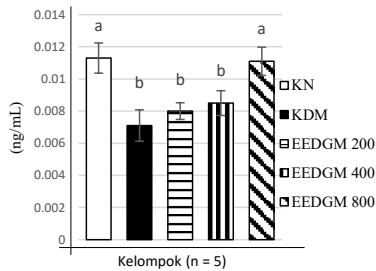 0.014
0.012
0.01
0.008
0.006
0.004
0.002
0
(ng/mL)
a
b
b
b
a
KN
KDM
EEDGM 200
EEDGM 400
EEDGM 800
Kelompok (n = 5)